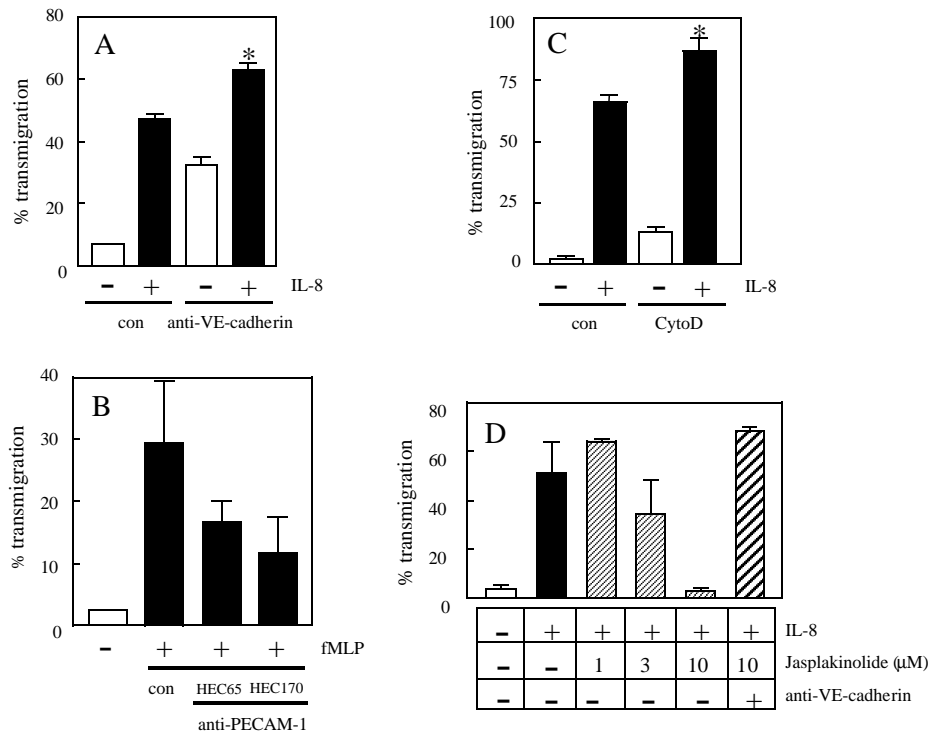 80
60
40
20
0
% transmigration
A
*
- + - + IL-8
con anti-VE-cadherin
100
75
50
25
0
% transmigration
C
*
- + - + IL-8
con CytoD
40
30
20
10
0
% transmigration
B
- + + + fMLP
con HEC65 HEC170
anti-PECAM-1
80
60
40
20
0
% transmigration
D
- + + + + + IL-8
- - 1 3 10 10 Jasplakinolide (μM)
- - - - - + anti-VE-cadherin